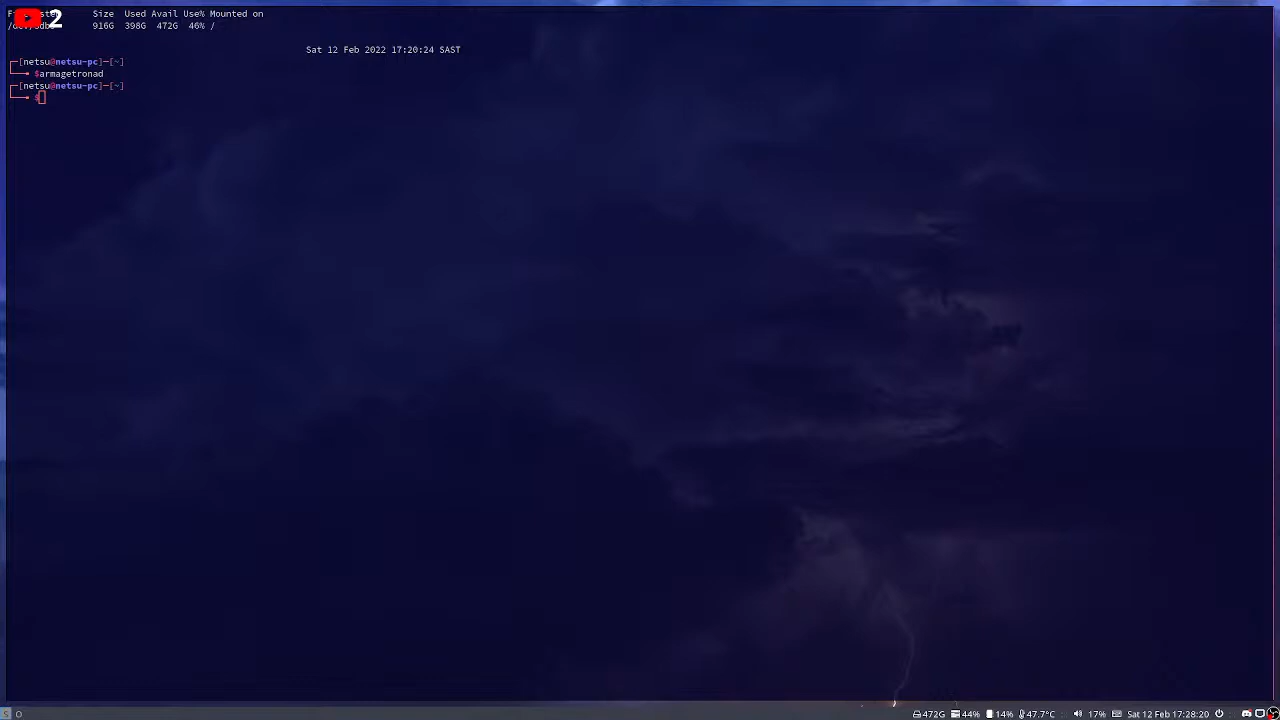 Size Used Avail Use% Mounted on
916G 398G 472G 46% /
2
Sat 12 Feb 2022 17:20:24 SAST
[netsu@netsu-pc]─[~]
$armagetronad
[netsu@netsu-pc]─[~]
$
S O 472G 44% 14% 47.7°C 17% Sat 12 Feb 17:28:20